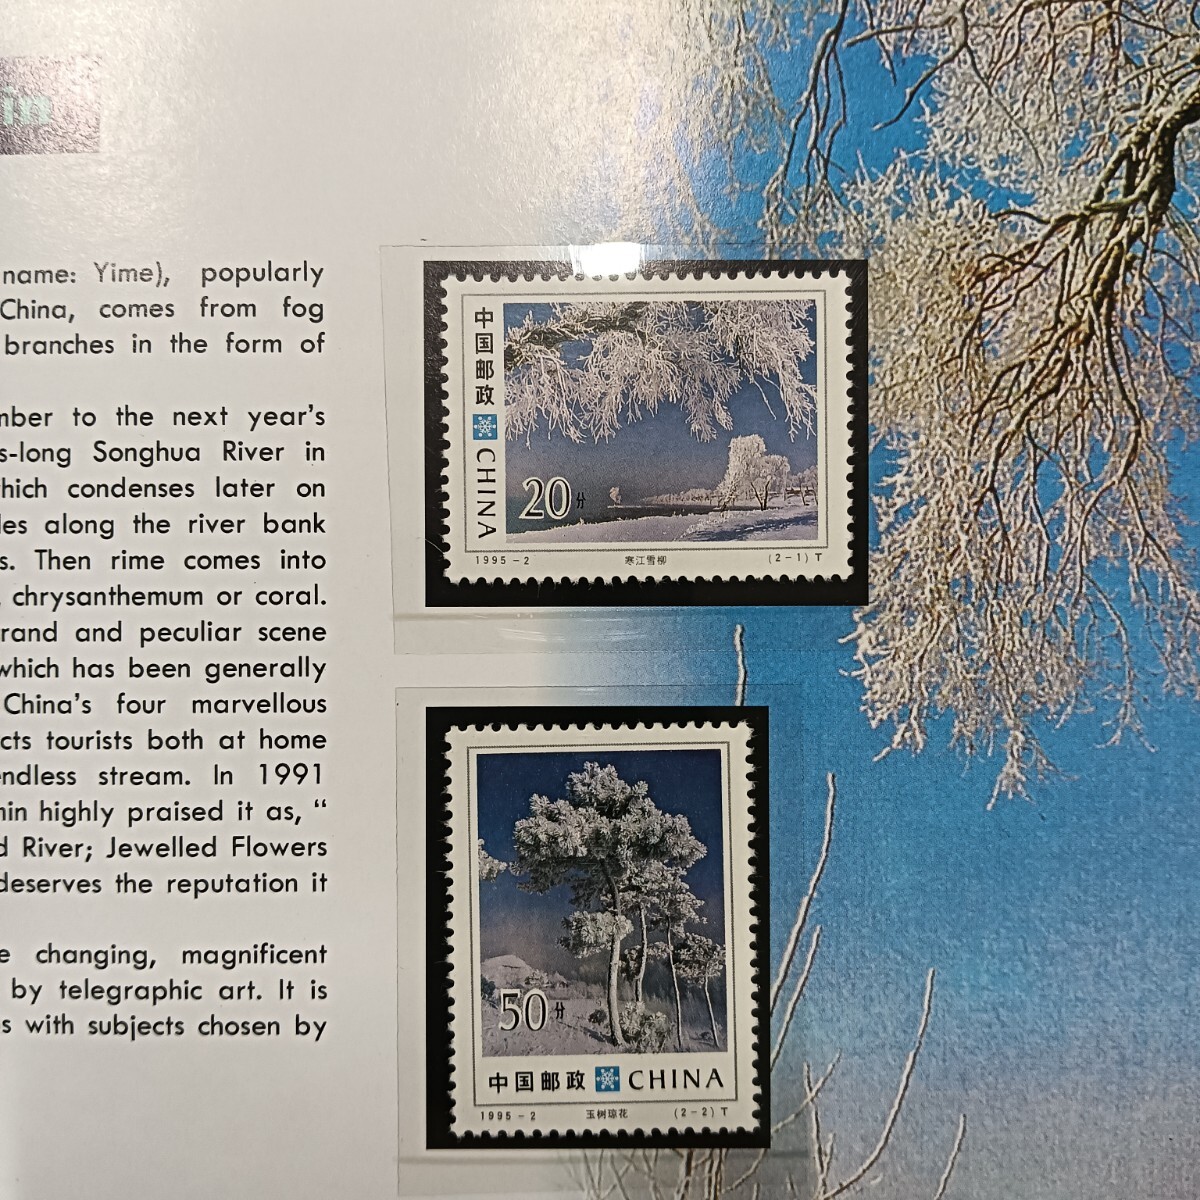 in
name: Yime), popularly
China, comes from fog
branches in the form of
mber to the next year's
s-long Songhua River in
which condenses later on
des along the river bank
s. Then rime comes into
, chrysanthemum or coral.
rand and peculiar scene
which has been generally
China's four marvellous
cts tourists both at home
endless stream. In 1991
min highly praised it as, "
d River; Jewelled Flowers
deserves the reputation it
e changing, magnificent
by telegraphic art. It is
s with subjects chosen by
中国邮政 CHINA
20分
1995-2 寒江雪柳 (2-1) T
50分
中国邮政 CHINA
1995-2 玉树琼花 (2-2) T